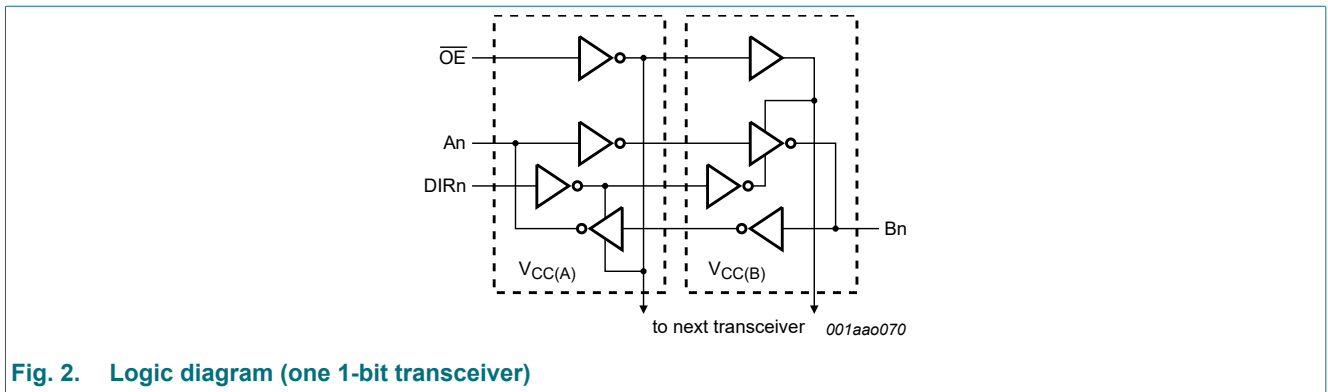 OE
An
DIRn
Bn
VCC(A)
VCC(B)
to next transceiver
001aao070
Fig. 2. Logic diagram (one 1-bit transceiver)